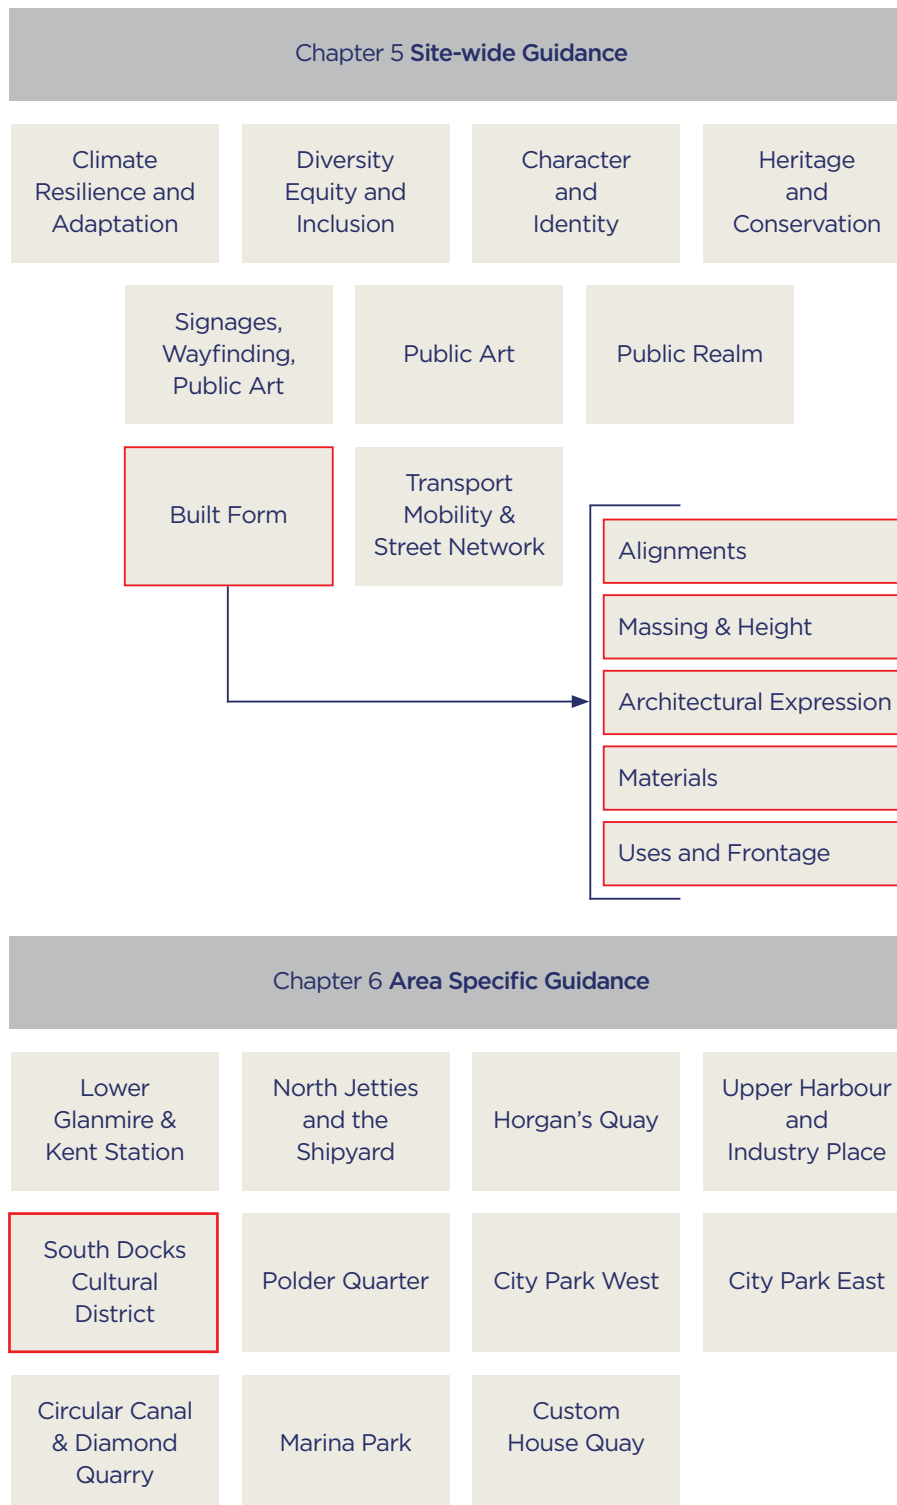 Chapter 5 Site-wide Guidance
Climate
Resilience and
Adaptation
Diversity
Equity and
Inclusion
Character
and
Identity
Heritage
and
Conservation
Signages,
Wayfinding,
Public Art
Public Art
Public Realm
Built Form
Transport
Mobility &
Street Network
Alignments
Massing & Height
Architectural Expression
Materials
Uses and Frontage
Chapter 6 Area Specific Guidance
Lower
Glanmire &
Kent Station
North Jetties
and the
Shipyard
Horgan’s Quay
Upper Harbour
and
Industry Place
South Docks
Cultural
District
Polder Quarter
City Park West
City Park East
Circular Canal
& Diamond
Quarry
Marina Park
Custom
House Quay